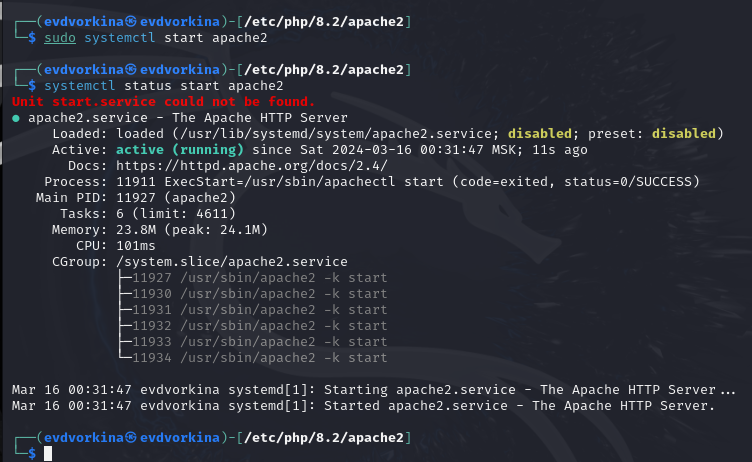 ┌──(evdvorkina㉿evdvorkina)-[/etc/php/8.2/apache2]
└─$ sudo systemctl start apache2
┌──(evdvorkina㉿evdvorkina)-[/etc/php/8.2/apache2]
└─$ systemctl status start apache2
Unit start.service could not be found.
● apache2.service - The Apache HTTP Server
Loaded: loaded (/usr/lib/systemd/system/apache2.service; disabled; preset: disabled)
Active: active (running) since Sat 2024-03-16 00:31:47 MSK; 11s ago
Docs: https://httpd.apache.org/docs/2.4/
Process: 11911 ExecStart=/usr/sbin/apachectl start (code=exited, status=0/SUCCESS)
Main PID: 11927 (apache2)
Tasks: 6 (limit: 4611)
Memory: 23.8M (peak: 24.1M)
CPU: 101ms
CGroup: /system.slice/apache2.service
├─11927 /usr/sbin/apache2 -k start
├─11930 /usr/sbin/apache2 -k start
├─11931 /usr/sbin/apache2 -k start
├─11932 /usr/sbin/apache2 -k start
├─11933 /usr/sbin/apache2 -k start
└─11934 /usr/sbin/apache2 -k start
Mar 16 00:31:47 evdvorkina systemd[1]: Starting apache2.service - The Apache HTTP Server...
Mar 16 00:31:47 evdvorkina systemd[1]: Started apache2.service - The Apache HTTP Server.
┌──(evdvorkina㉿evdvorkina)-[/etc/php/8.2/apache2]
└─$